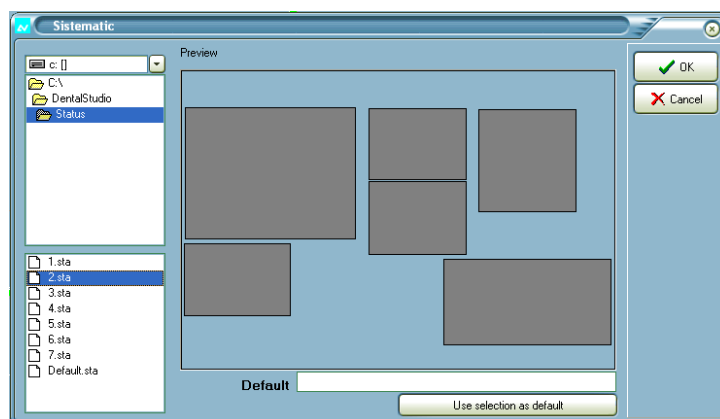 Sistematic
c: []
C:\
DentalStudio
Status
1.sta
2.sta
3.sta
4.sta
5.sta
6.sta
7.sta
Default.sta
Preview
Default
Use selection as default
OK
Cancel